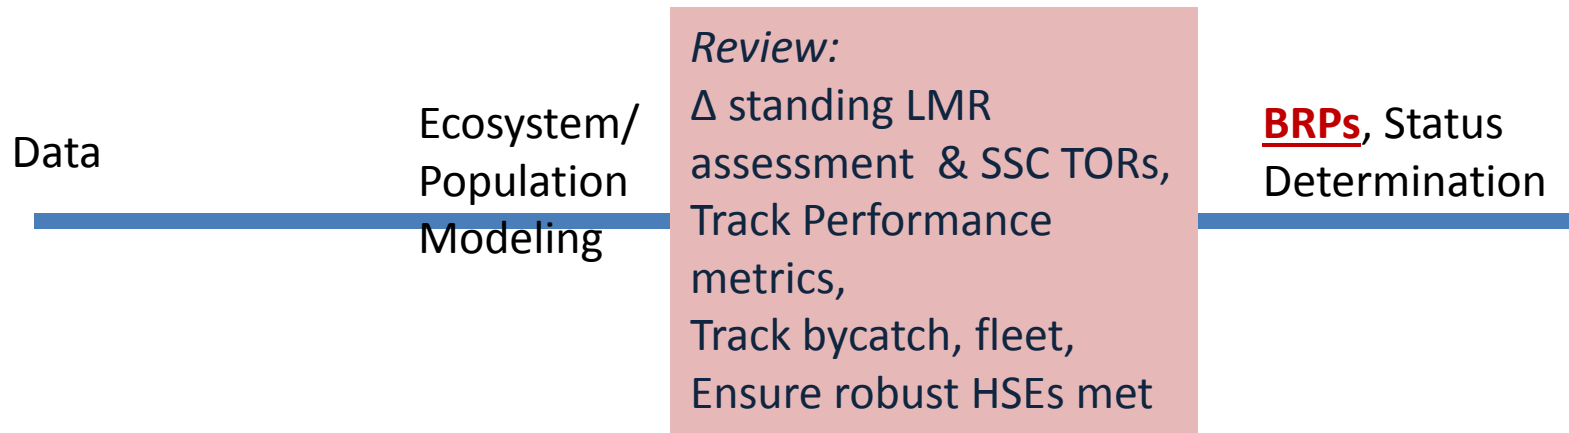 Data
Ecosystem/
Population
Modeling
Review:
Δ standing LMR
assessment & SSC TORs,
Track Performance
metrics,
Track bycatch, fleet,
Ensure robust HSEs met
BRPs, Status
Determination